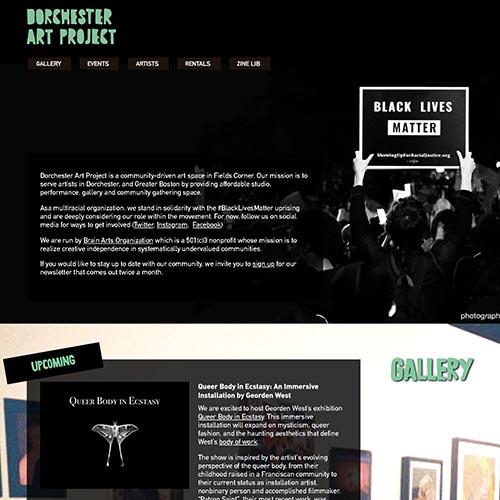 DORCHESTER
ART PROJECT
GALLERY EVENTS ARTISTS RENTALS ZINE LIB
BLACK LIVES
MATTER
ShowingUpForRacialJustice.org
Dorchester Art Project is a community-driven art space in Fields Corner. Our mission is to
serve artists in Dorchester, and Greater Boston by providing affordable studio,
performance, gallery and community gathering space.
As a multiracial organization, we stand in solidarity with the #BlackLivesMatter uprising
and are deeply considering our role within the movement. For now, follow us on social
media for ways to get involved (Twitter, Instagram, Facebook)
We are run by Brain Arts Organization which is a 501(c)3 nonprofit whose mission is to
realize creative independence in systematically undervalued communities.
If you would like to stay up to date with our community, we invite you to sign up for our
newsletter that comes out twice a month.
photograph
UPCOMING
GALLERY
QUEER BODY IN ECSTASY
Queer Body in Ecstasy: An Immersive
Installation by Georden West
We are excited to host Georden West's exhibition
Queer Body in Ecstasy. This immersive
installation will expand on mysticism, queer
fashion, and the haunting aesthetics that define
West's body of work.
The show is inspired by the artist's evolving
perspective of the queer body, from their
childhood raised in a Franciscan community to
their current status as installation artist,
nonbinary person and accomplished filmmaker.
"Patron Saint", their most recent work, was